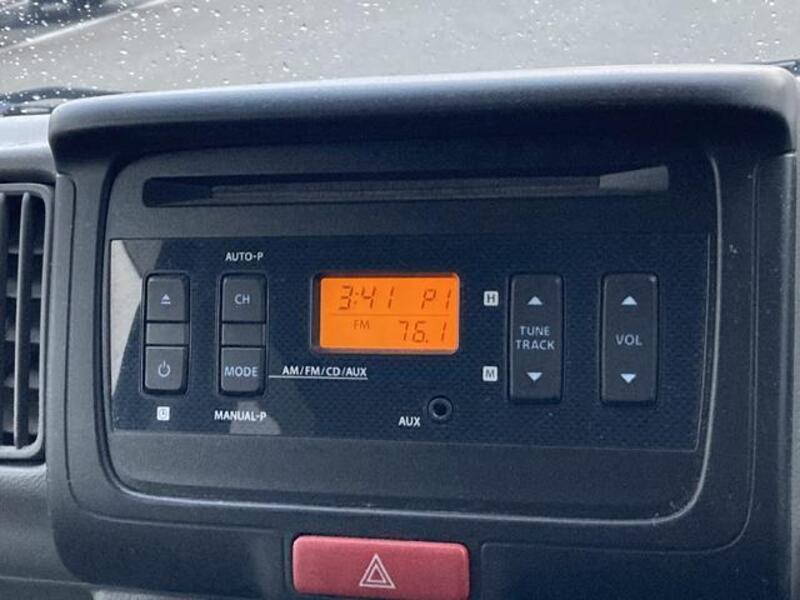 AUTO-P
CH
MODE
MANUAL-P
AM/FM/CD/AUX
3:41 P1
FM 76.1
AUX
H
M
TUNE
TRACK
VOL